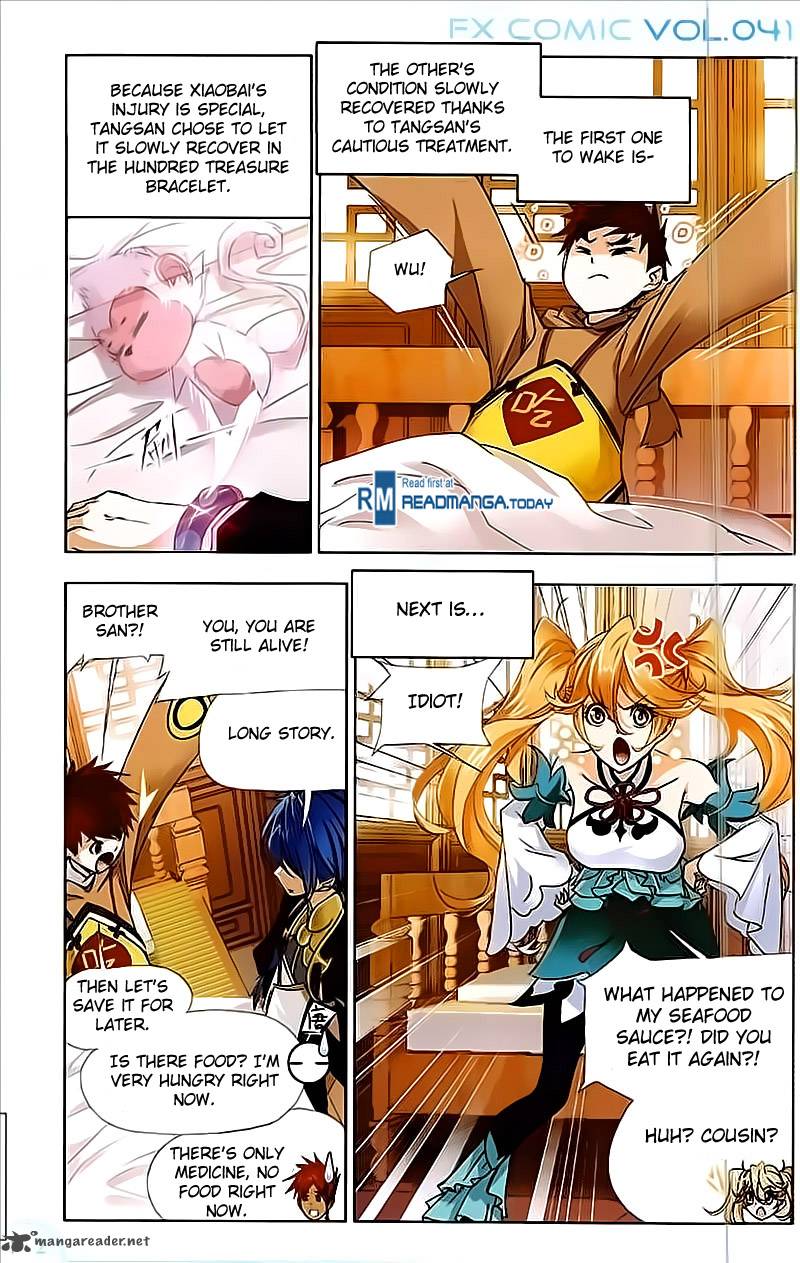 FX COMIC VOL.041
BECAUSE XIAOBAI'S
INJURY IS SPECIAL,
TANGSAN CHOSE TO LET
IT SLOWLY RECOVER IN
THE HUNDRED TREASURE
BRACELET.
THE OTHER'S
CONDITION SLOWLY
RECOVERED THANKS
TO TANGSAN'S
CAUTIOUS TREATMENT.
THE FIRST ONE
TO WAKE IS-
WU!
Read first at
RM READMANGA.TODAY
BROTHER
SAN?!
YOU, YOU ARE
STILL ALIVE!
LONG STORY.
THEN LET'S
SAVE IT FOR
LATER.
IS THERE FOOD? I'M
VERY HUNGRY RIGHT
NOW.
THERE'S ONLY
MEDICINE, NO
FOOD RIGHT
NOW.
NEXT IS...
IDIOT!
WHAT HAPPENED TO
MY SEAFOOD
SAUCE?! DID YOU
EAT IT AGAIN?!
HUH? COUSIN?
mangareader.net